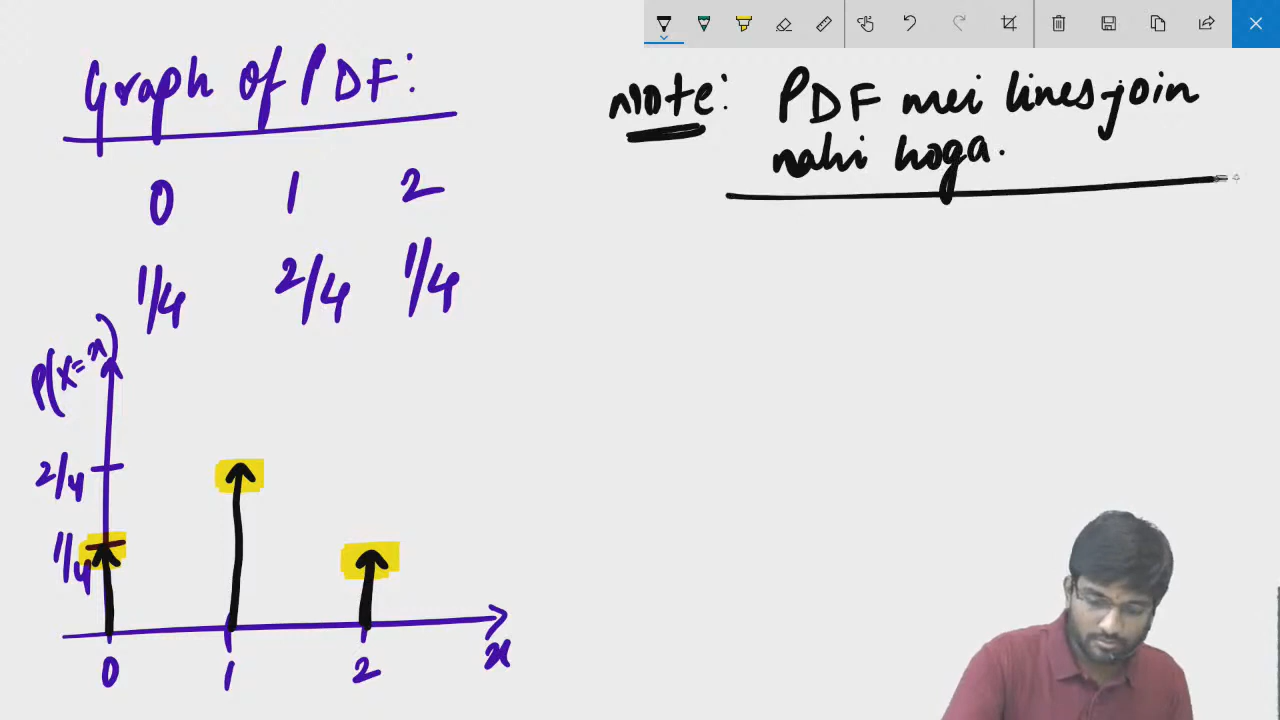 Graph of PDF:
0 1 2
1/4 2/4 1/4
P(X=x)
2/4
1/4
0 1 2 x
Note: PDF mei lines join
nahi hoga.